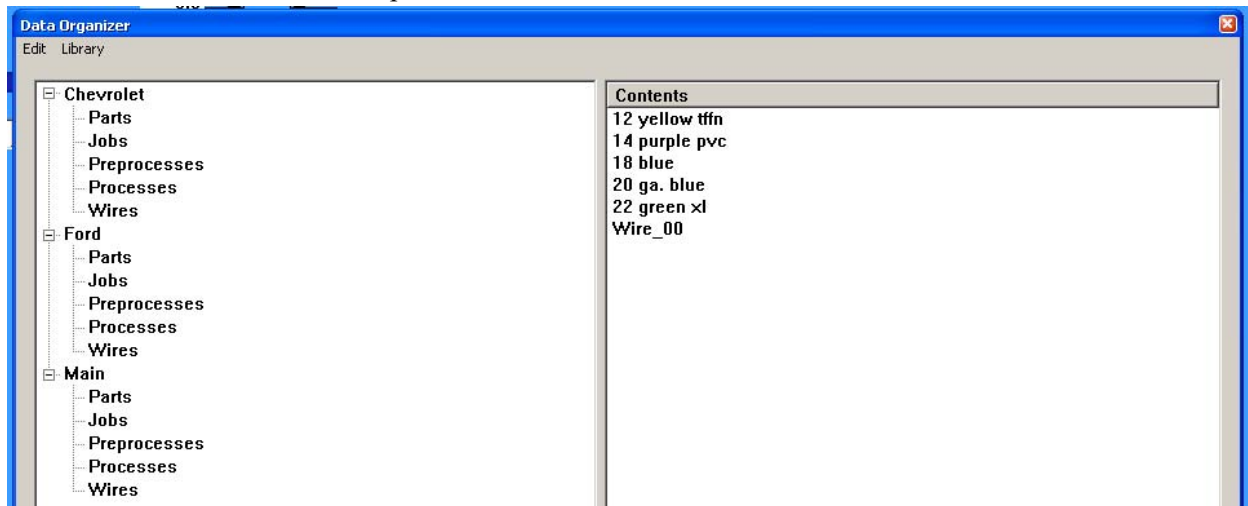 Data Organizer
Edit Library
Chevrolet
Parts
Jobs
Preprocesses
Processes
Wires
Ford
Parts
Jobs
Preprocesses
Processes
Wires
Main
Parts
Jobs
Preprocesses
Processes
Wires
Contents
12 yellow tffn
14 purple pvc
18 blue
20 ga. blue
22 green xl
Wire_00